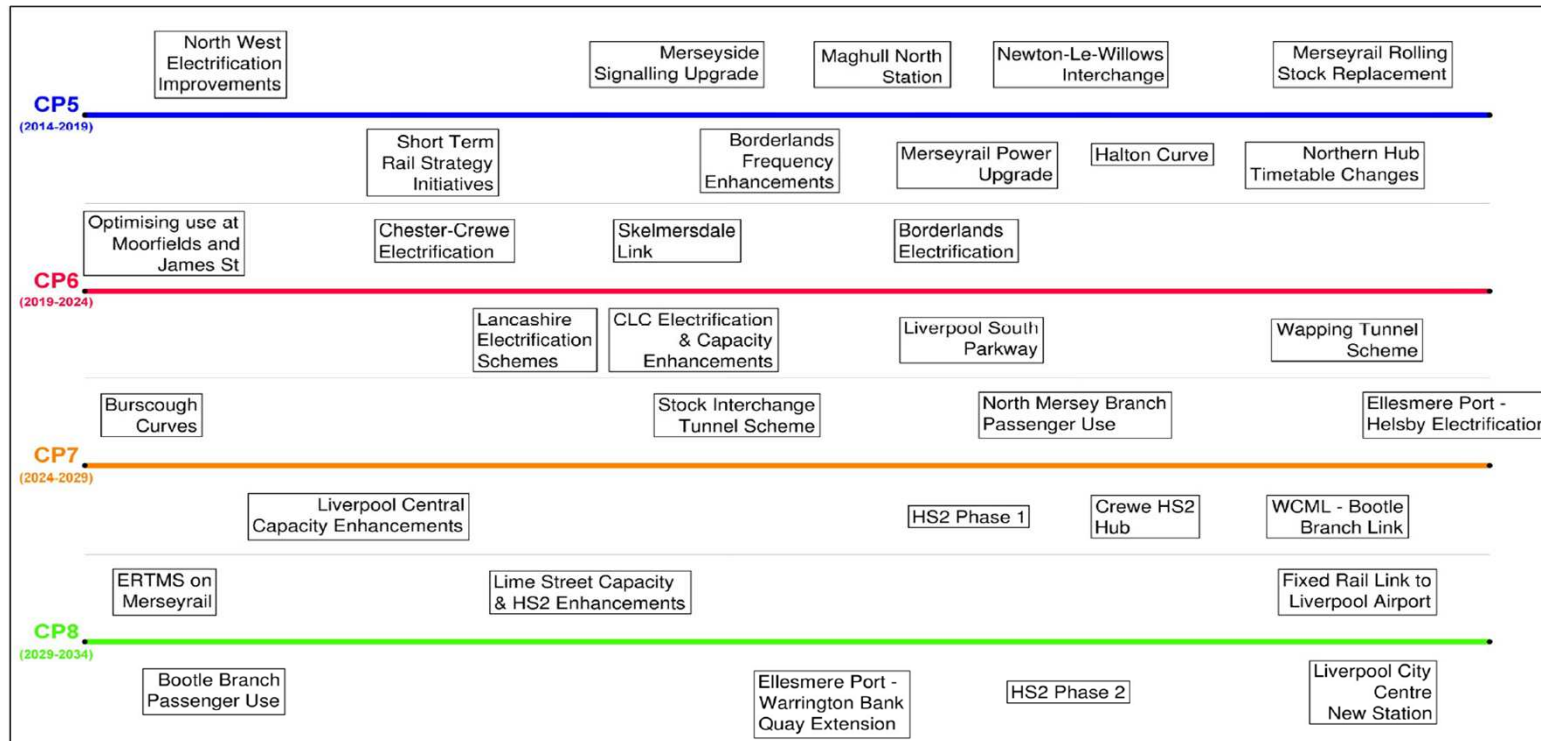 North West
Electrification
Improvements
Merseyside
Signalling Upgrade
Maghull North
Station
Newton-Le-Willows
Interchange
Merseyrail Rolling
Stock Replacement
CP5
(2014-2019)
Short Term
Rail Strategy
Initiatives
Borderlands
Frequency
Enhancements
Merseyrail Power
Upgrade
Halton Curve
Northern Hub
Timetable Changes
Optimising use at
Moorfields and
James St
Chester-Crewe
Electrification
Skelmersdale
Link
Borderlands
Electrification
CP6
(2019-2024)
Lancashire
Electrification
Schemes
CLC Electrification
& Capacity
Enhancements
Liverpool South
Parkway
Wapping Tunnel
Scheme
Burscough
Curves
Stock Interchange
Tunnel Scheme
North Mersey Branch
Passenger Use
Ellesmere Port -
Helsby Electrification
CP7
(2024-2029)
Liverpool Central
Capacity Enhancements
HS2 Phase 1
Crewe HS2
Hub
WCML - Bootle
Branch Link
ERTMS on
Merseyrail
Lime Street Capacity
& HS2 Enhancements
Fixed Rail Link to
Liverpool Airport
CP8
(2029-2034)
Bootle Branch
Passenger Use
Ellesmere Port -
Warrington Bank
Quay Extension
HS2 Phase 2
Liverpool City
Centre
New Station